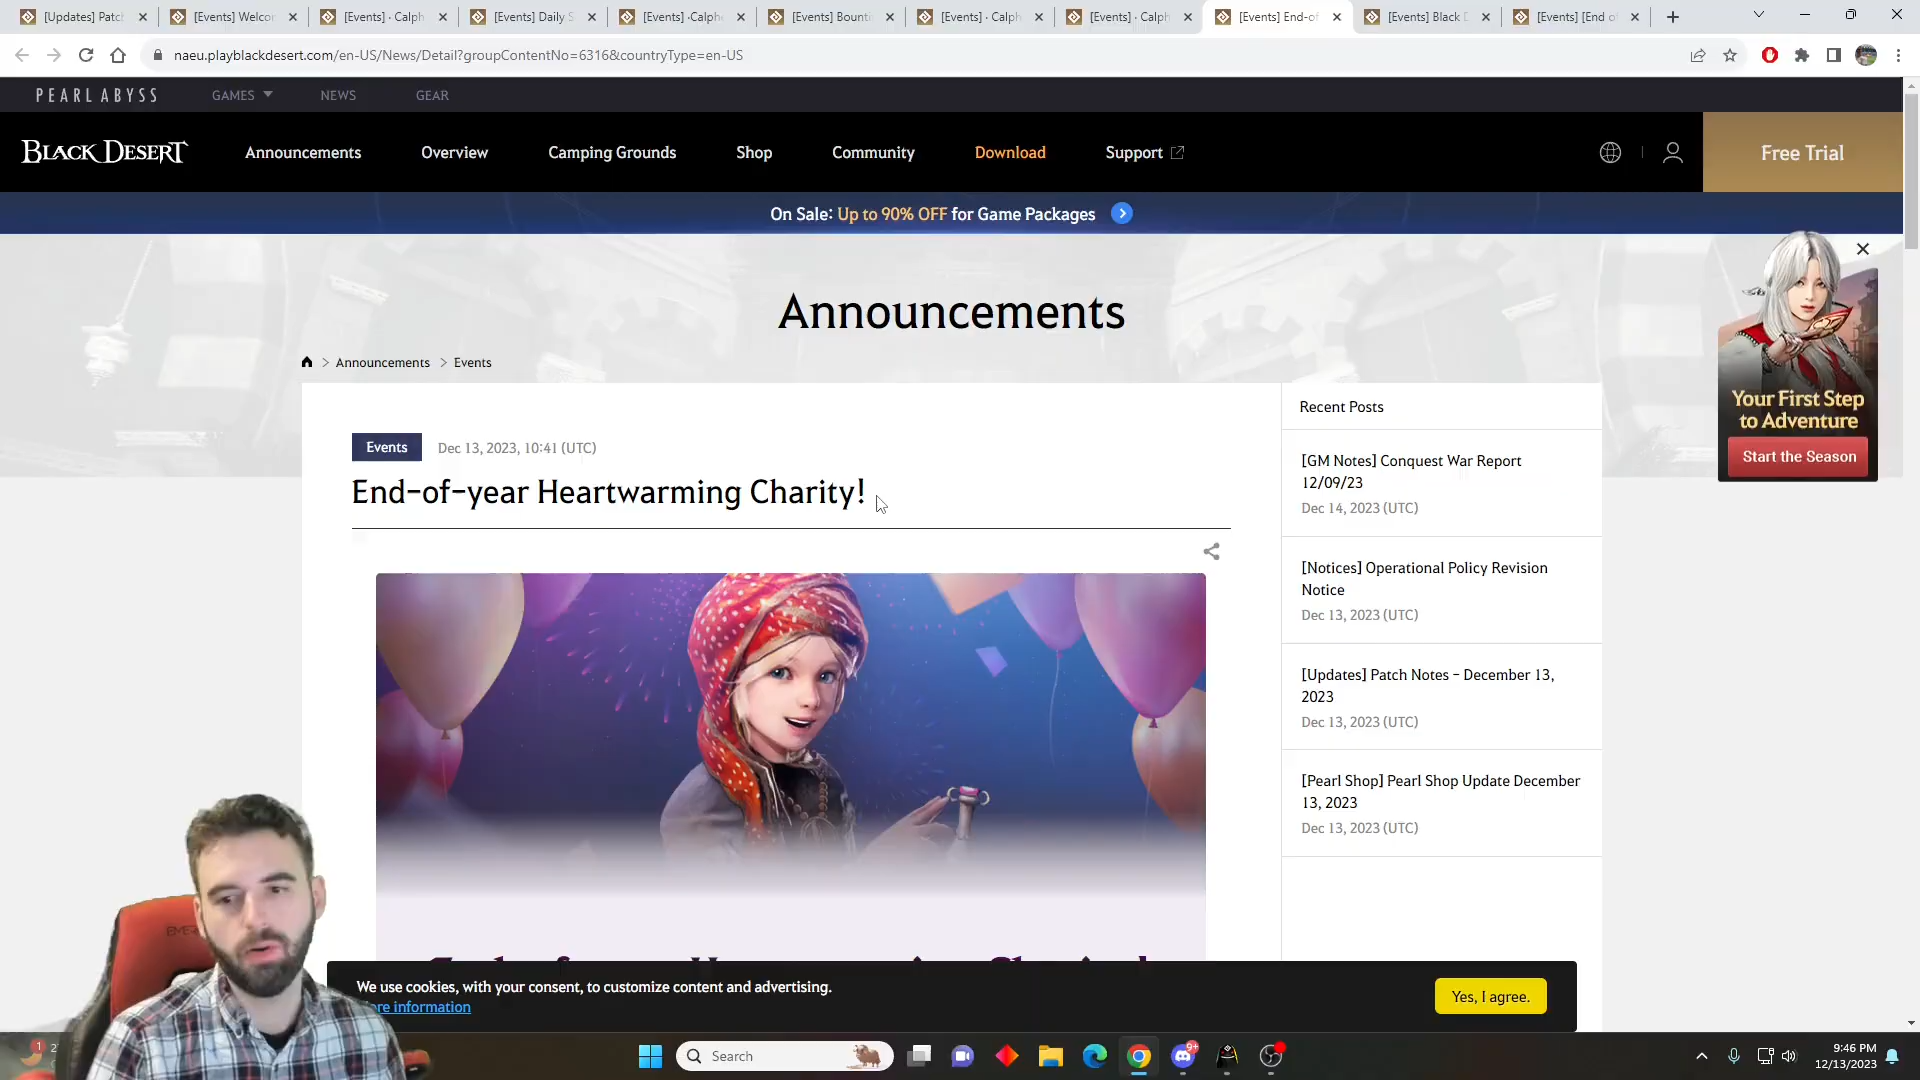 [Updates] Patch
[Events] Welco
[Events] · Calph
[Events] Daily S
[Events] ·Calph
[Events] Bounti
[Events] · Calph
[Events] · Calph
[Events] End-of
[Events] Black D
[Events] [End of
naeu.playblackdesert.com/en-US/News/Detail?groupContentNo=6316&countryType=en-US
PEARL ABYSS
GAMES
NEWS
GEAR
BLACK DESERT
Announcements
Overview
Camping Grounds
Shop
Community
Download
Support
Free Trial
On Sale: Up to 90% OFF for Game Packages
Announcements
> Announcements > Events
Your First Step
to Adventure
Start the Season
Events
Dec 13, 2023, 10:41 (UTC)
End-of-year Heartwarming Charity!
Recent Posts
[GM Notes] Conquest War Report
12/09/23
Dec 14, 2023 (UTC)
[Notices] Operational Policy Revision
Notice
Dec 13, 2023 (UTC)
[Updates] Patch Notes - December 13,
2023
Dec 13, 2023 (UTC)
[Pearl Shop] Pearl Shop Update December
13, 2023
Dec 13, 2023 (UTC)
We use cookies, with your consent, to customize content and advertising.
ore information
Yes, I agree.
1
2
Search
9+
9:46 PM
12/13/2023